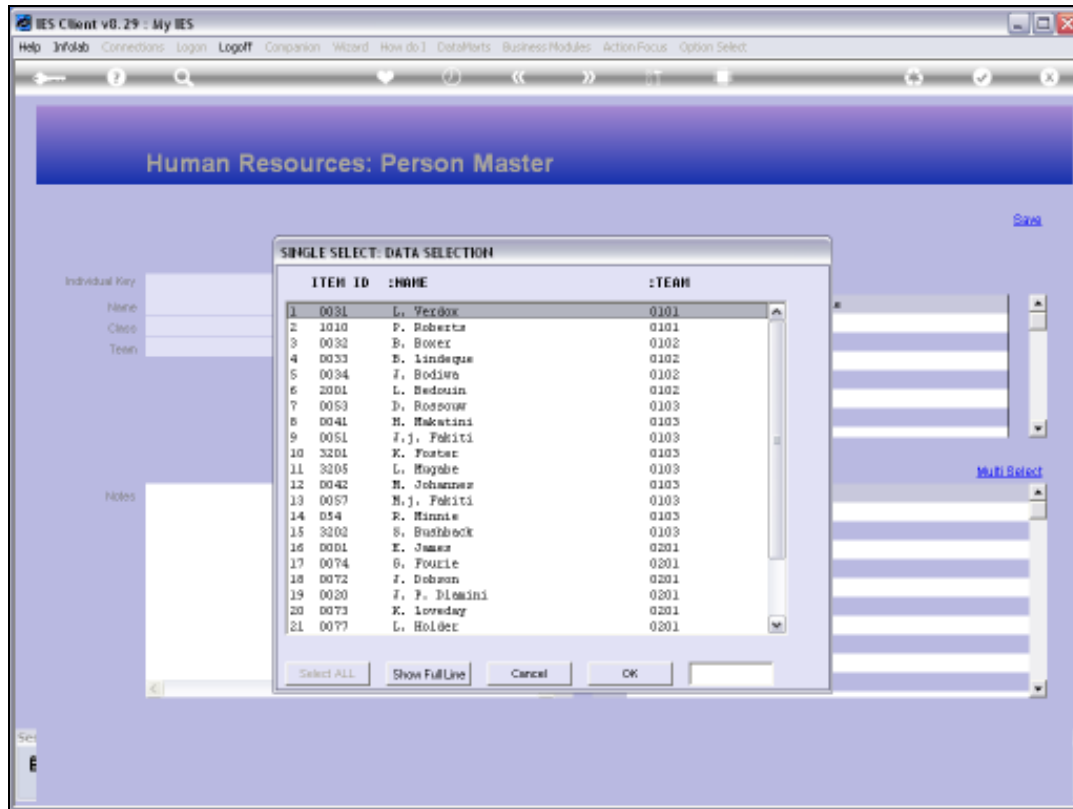 IES Client v8.29 : My IES
Help Infolab Connections Logon Logoff Companion Wizard How do I DataMarts Business Modules Action Focus Option Select
Human Resources: Person Master
Save
SINGLE SELECT: DATA SELECTION
ITEM ID :NAME :TEAM
Individual Key
Name
Class
Team
1 0031 L. Verdox 0101
2 1010 P. Roberts 0101
3 0032 B. Boxer 0102
4 0033 B. Lindeque 0102
5 0034 J. Bodiwa 0102
6 2001 L. Bedouin 0102
7 0053 D. Rossouw 0103
8 0041 M. Makatini 0103
9 0051 J.j. Fakiti 0103
10 3201 K. Foster 0103
11 3205 L. Mugabe 0103
12 0042 M. Johannes 0103
13 0057 N.j. Fakiti 0103
14 054 R. Minnie 0103
15 3202 S. Bushback 0103
16 0001 E. James 0201
17 0074 G. Fourie 0201
18 0072 J. Dobson 0201
19 0020 J. P. Dlamini 0201
20 0073 K. Loveday 0201
21 0077 L. Holder 0201
Multi Select
Notes
Select ALL Show Full Line Cancel OK